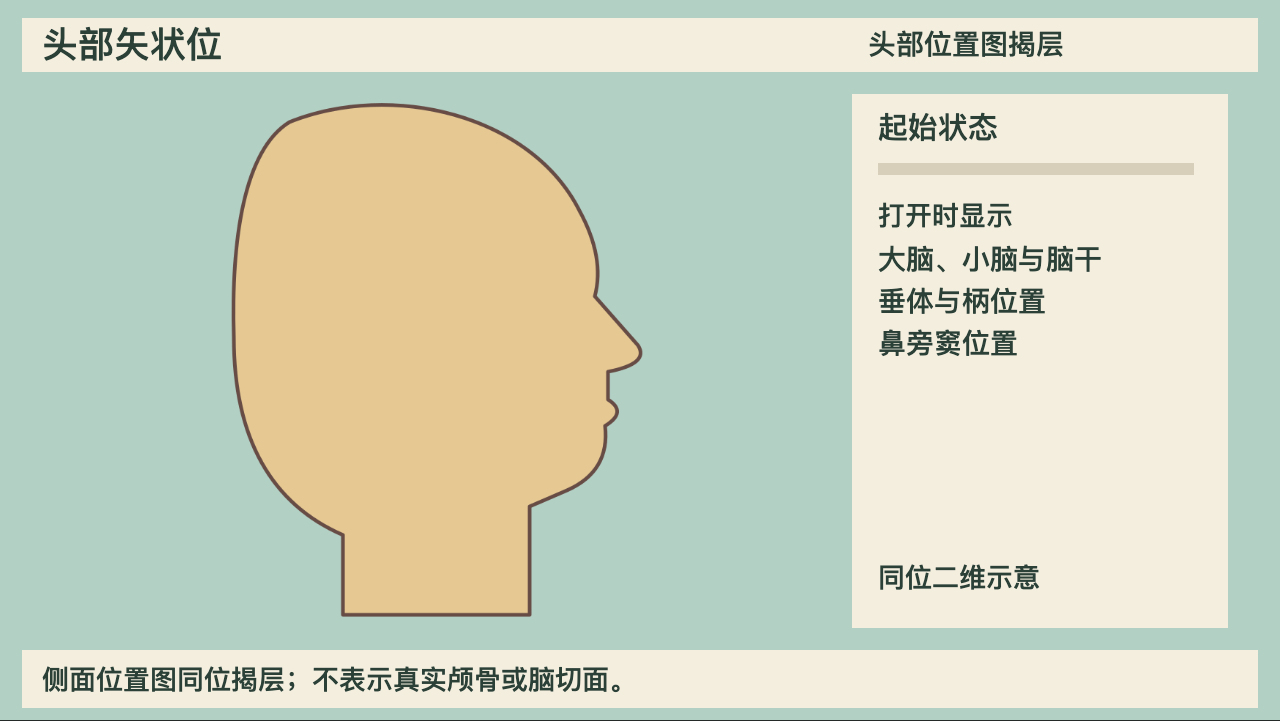 头部矢状位
头部位置图揭层
起始状态
打开时显示
大脑、小脑与脑干
垂体与柄位置
鼻旁窦位置
同位二维示意
侧面位置图同位揭层；不表示真实颅骨或脑切面。